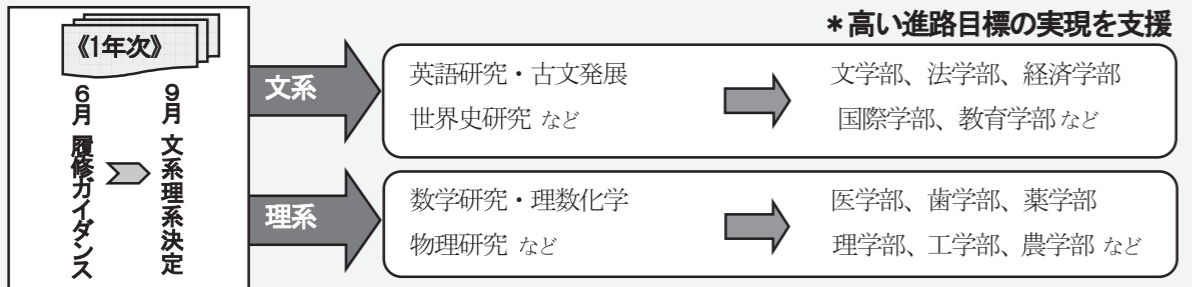 *高い進路目標の実現を支援
《1年次》
6月 履修ガイダンス
9月 文系理系決定
文系
英語研究・古文発展
世界史研究 など
文学部、法学部、経済学部
国際学部、教育学部 など
理系
数学研究・理数化学
物理研究 など
医学部、歯学部、薬学部
理学部、工学部、農学部 など